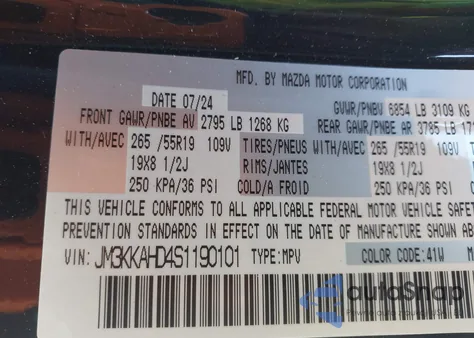 MFD. BY MAZDA MOTOR CORPORATION
DATE 07/24 GVWR/PNBV 6854 LB 3109 KG
FRONT GAWR/PNBE AV 2795 LB 1268 KG REAR GAWR/PNBE AR 3785 LB
WITH/AVEC 265 /55R19 109V TIRES/PNEUS 265 /55R19 109V
19X8 1/2J RIMS/JANTES 19X8 1/2J
250 KPA/36 PSI COLD/A FROID 250 KPA/36 PSI
THIS VEHICLE CONFORMS TO ALL APPLICABLE FEDERAL MOTOR VEHICLE SAFE
PREVENTION STANDARDS IN EFFECT ON THE DATE OF MANUFACTURE SHOWN ABO
VIN: JM3KKAHD4S1190101 TYPE: MPV COLOR CODE: 41W
autoShap